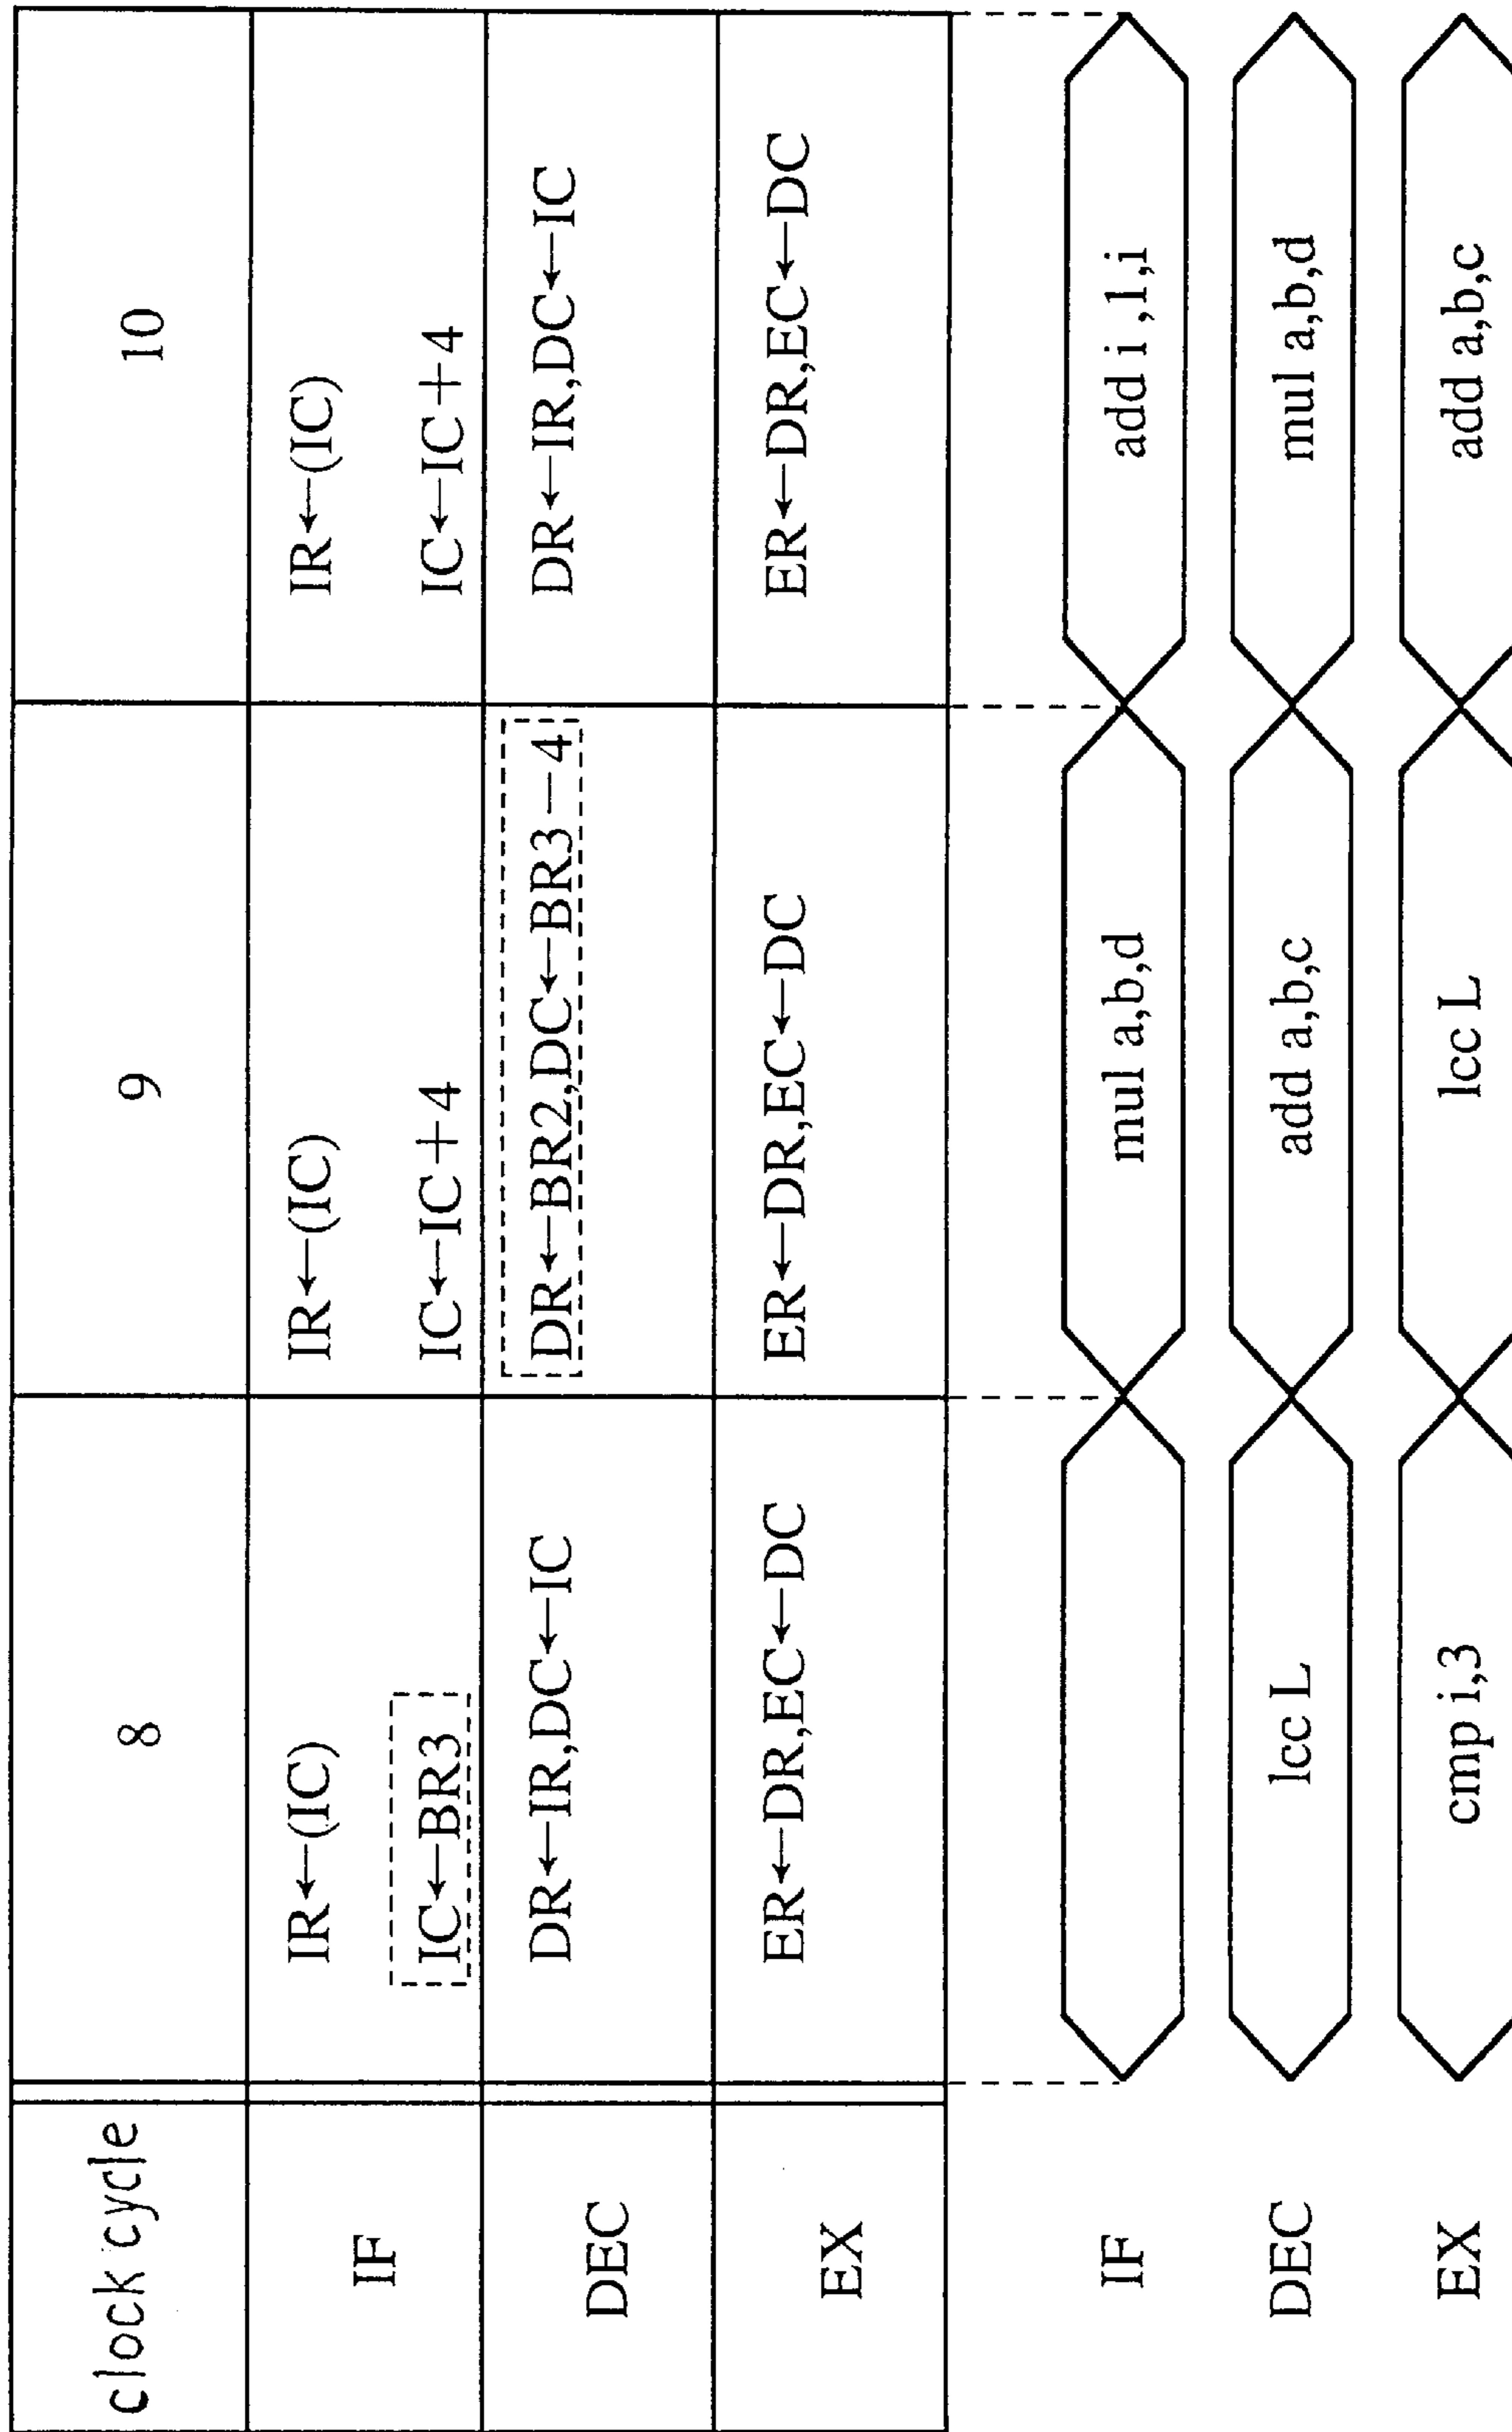 clock cycle 8 9 10
IF IR←(IC) IR←(IC) IR←(IC)
IC←BR3 IC←IC+4 IC←IC+4
DEC DR←IR,DC←IC DR←BR2,DC←BR3−4 DR←IR,DC←IC
EX ER←DR,EC←DC ER←DR,EC←DC ER←DR,EC←DC
IF mul a,b,d add i ,1,i
DEC lcc L add a,b,c mul a,b,d
EX cmp i,3 lcc L add a,b,c